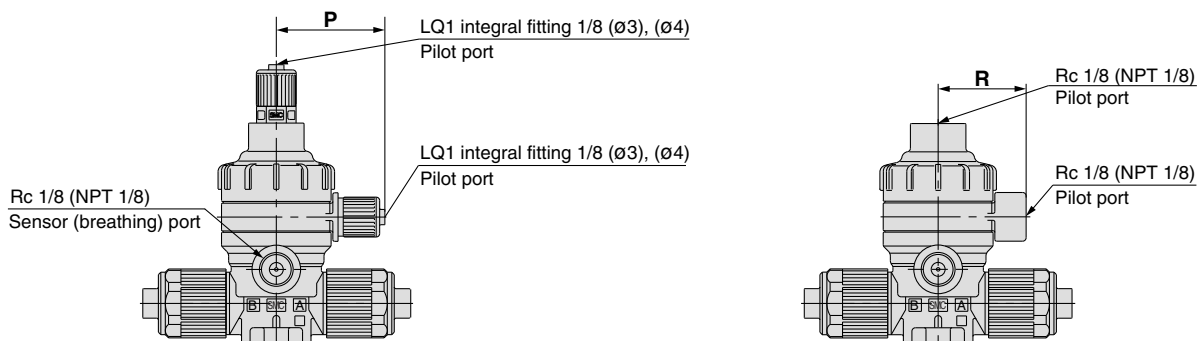 P
LQ1 integral fitting 1/8 (Ø3), (Ø4)
Pilot port
SMC
LQ1 integral fitting 1/8 (Ø3), (Ø4)
Pilot port
Rc 1/8 (NPT 1/8)
Sensor (breathing) port
B SMC A
R
Rc 1/8 (NPT 1/8)
Pilot port
Rc 1/8 (NPT 1/8)
Pilot port
B SMC A